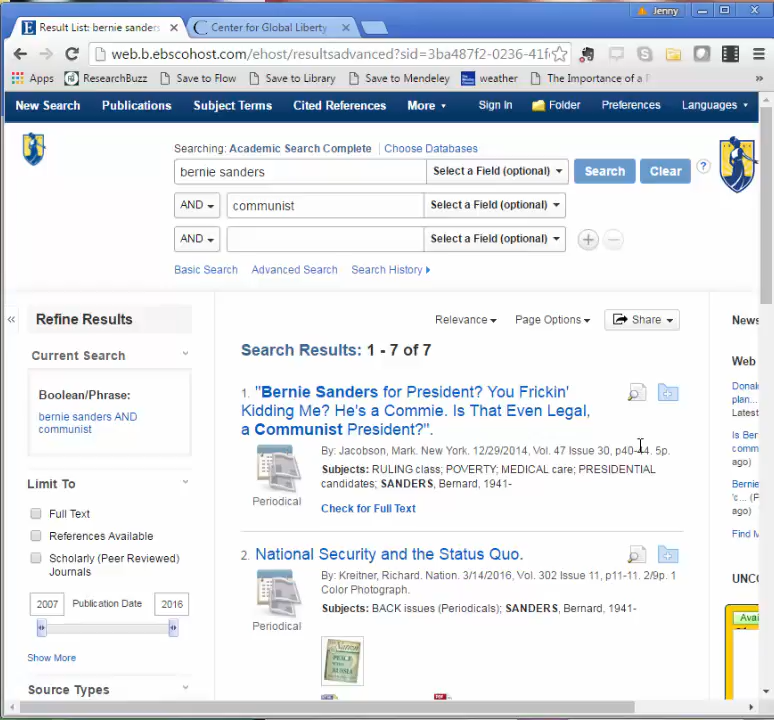 Jenny
Result List: bernie sanders
Center for Global Liberty
web.b.ebscohost.com/ehost/resultsadvanced?sid=3ba487f2-0236-41f
Apps
ResearchBuzz
Save to Flow
Save to Library
Save to Mendeley
weather
The Importance of a
New Search
Publications
Subject Terms
Cited References
More
Sign In
Folder
Preferences
Languages
Searching: Academic Search Complete
Choose Databases
bernie sanders
Select a Field (optional)
Search
Clear
?
AND
communist
Select a Field (optional)
AND
Select a Field (optional)
Basic Search
Advanced Search
Search History
«
Refine Results
Current Search
Boolean/Phrase:
bernie sanders AND
communist
Limit To
Full Text
References Available
Scholarly (Peer Reviewed)
Journals
2007
Publication Date
2016
Show More
Source Types
Relevance
Page Options
Share
Search Results: 1 - 7 of 7
1. "Bernie Sanders for President? You Frickin'
Kidding Me? He's a Commie. Is That Even Legal,
a Communist President?".
By: Jacobson, Mark. New York. 12/29/2014, Vol. 47 Issue 30, p40-44. 5p.
Subjects: RULING class; POVERTY; MEDICAL care; PRESIDENTIAL
candidates; SANDERS, Bernard, 1941-
Periodical
Check for Full Text
2. National Security and the Status Quo.
By: Kreitner, Richard. Nation. 3/14/2016, Vol. 302 Issue 11, p11-11. 2/9p. 1
Color Photograph.
Subjects: BACK issues (Periodicals); SANDERS, Bernard, 1941-
Periodical
PEACE
WITH
RUSSIA
News
Web
Donal
plan...
Latest
Is Ber
comm
ago)
Bernie
'c... (P
ago)
Find M
UNCO
Avai